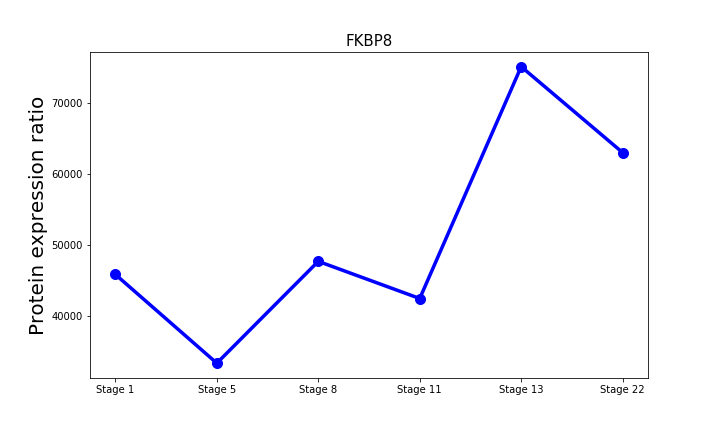 FKBP8
Protein expression ratio
70000
60000
50000
40000
Stage 1 Stage 5 Stage 8 Stage 11 Stage 13 Stage 22